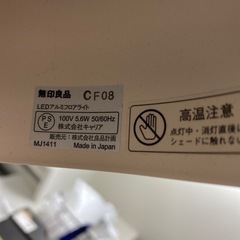 無印良品 CF08
LEDアルミフロアライト
PS
E
100V 5.6W 50/60Hz
株式会社キャリア
販売元：株式会社良品計画
MJ1411 Made in Japan
高温注意
点灯中・消灯直後は
シェードに触れない